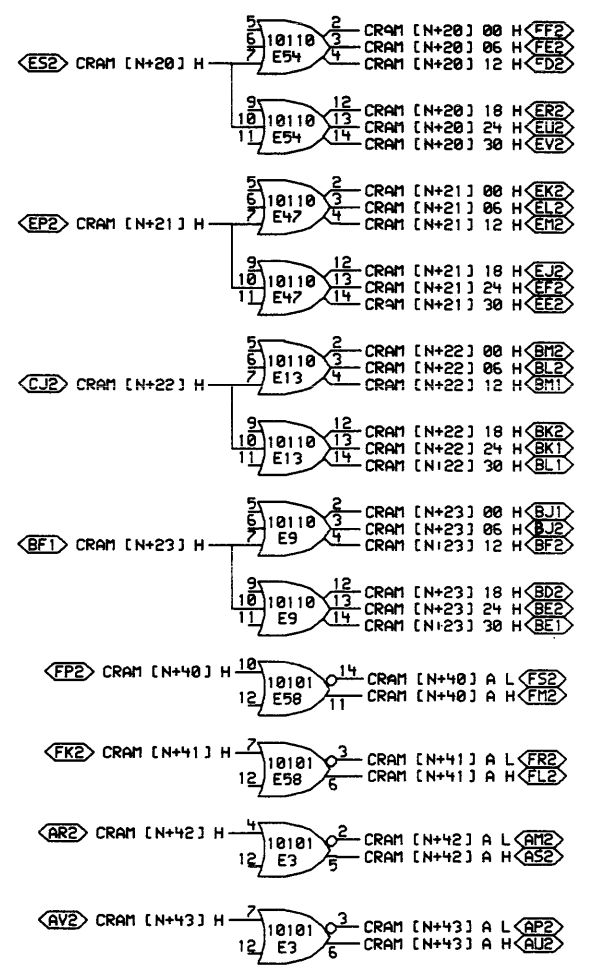 5 2 CRAM [N+20] 00 H FF2
6 10110 3 CRAM [N+20] 06 H FE2
ES2 CRAM [N+20] H 7 E54 4 CRAM [N+20] 12 H FD2
9 12 CRAM [N+20] 18 H ER2
10 10110 13 CRAM [N+20] 24 H EU2
11 E54 14 CRAM [N+20] 30 H EV2
5 2 CRAM [N+21] 00 H EK2
6 10110 3 CRAM [N+21] 06 H EL2
EP2 CRAM [N+21] H 7 E47 4 CRAM [N+21] 12 H EM2
9 12 CRAM [N+21] 18 H EJ2
10 10110 13 CRAM [N+21] 24 H EF2
11 E47 14 CRAM [N+21] 30 H EE2
5 2 CRAM [N+22] 00 H BM2
6 10110 3 CRAM [N+22] 06 H BL2
CJ2 CRAM [N+22] H 7 E13 4 CRAM [N+22] 12 H BM1
9 12 CRAM [N+22] 18 H BK2
10 10110 13 CRAM [N+22] 24 H BK1
11 E13 14 CRAM [N+22] 30 H BL1
5 2 CRAM [N+23] 00 H BJ1
6 10110 3 CRAM [N+23] 06 H BJ2
BF1 CRAM [N+23] H 7 E9 4 CRAM [N+23] 12 H BF2
9 12 CRAM [N+23] 18 H BD2
10 10110 13 CRAM [N+23] 24 H BE2
11 E9 14 CRAM [N+23] 30 H BE1
FP2 CRAM [N+40] H 10 14 CRAM [N+40] A L FS2
10101
12 E58 11 CRAM [N+40] A H FM2
FK2 CRAM [N+41] H 7 3 CRAM [N+41] A L FR2
10101
12 E58 6 CRAM [N+41] A H FL2
AR2 CRAM [N+42] H 4 2 CRAM [N+42] A L AM2
10101
12 E3 5 CRAM [N+42] A H AS2
AV2 CRAM [N+43] H 7 3 CRAM [N+43] A L AP2
10101
12 E3 6 CRAM [N+43] A H AU2